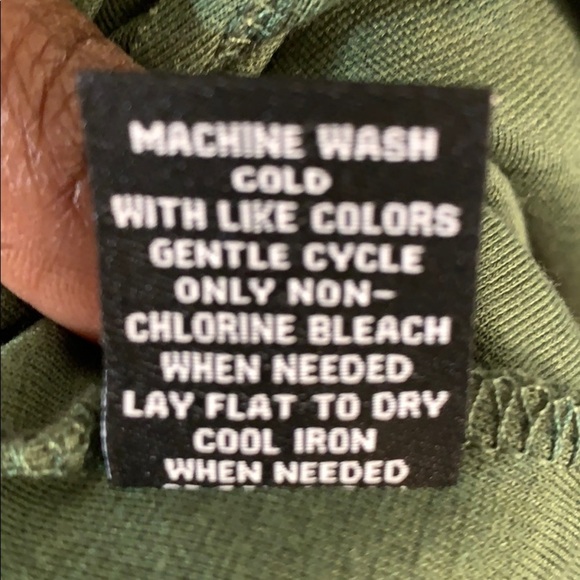 MACHINE WASH
COLD
WITH LIKE COLORS
GENTLE CYCLE
ONLY NON-
CHLORINE BLEACH
WHEN NEEDED
LAY FLAT TO DRY
COOL IRON
WHEN NEEDED